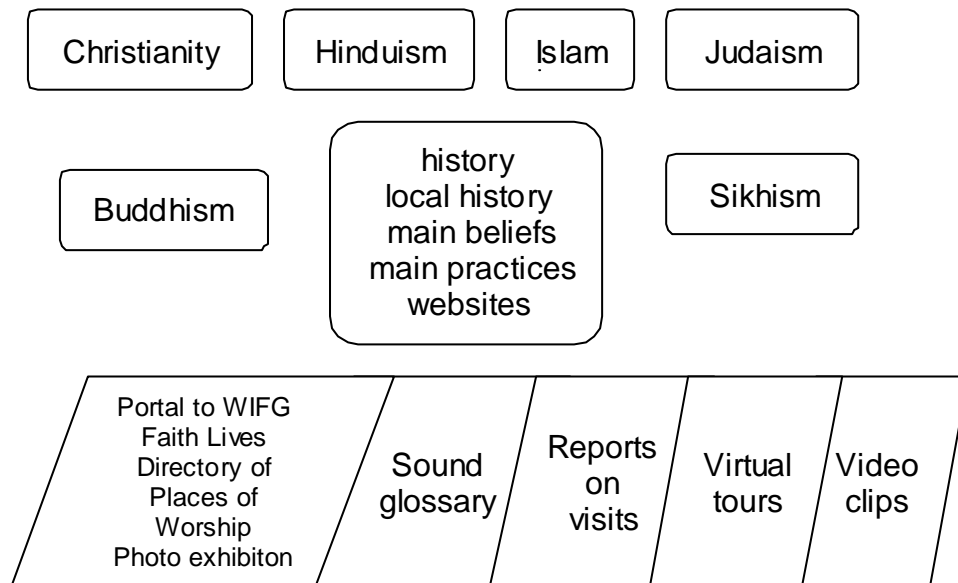 Christianity
Hinduism
Islam
Judaism
Buddhism
history
local history
main beliefs
main practices
websites
Sikhism
Portal to WIFG
Faith Lives
Directory of
Places of
Worship
Photo exhibiton
Sound
glossary
Reports
on
visits
Virtual
tours
Video
clips